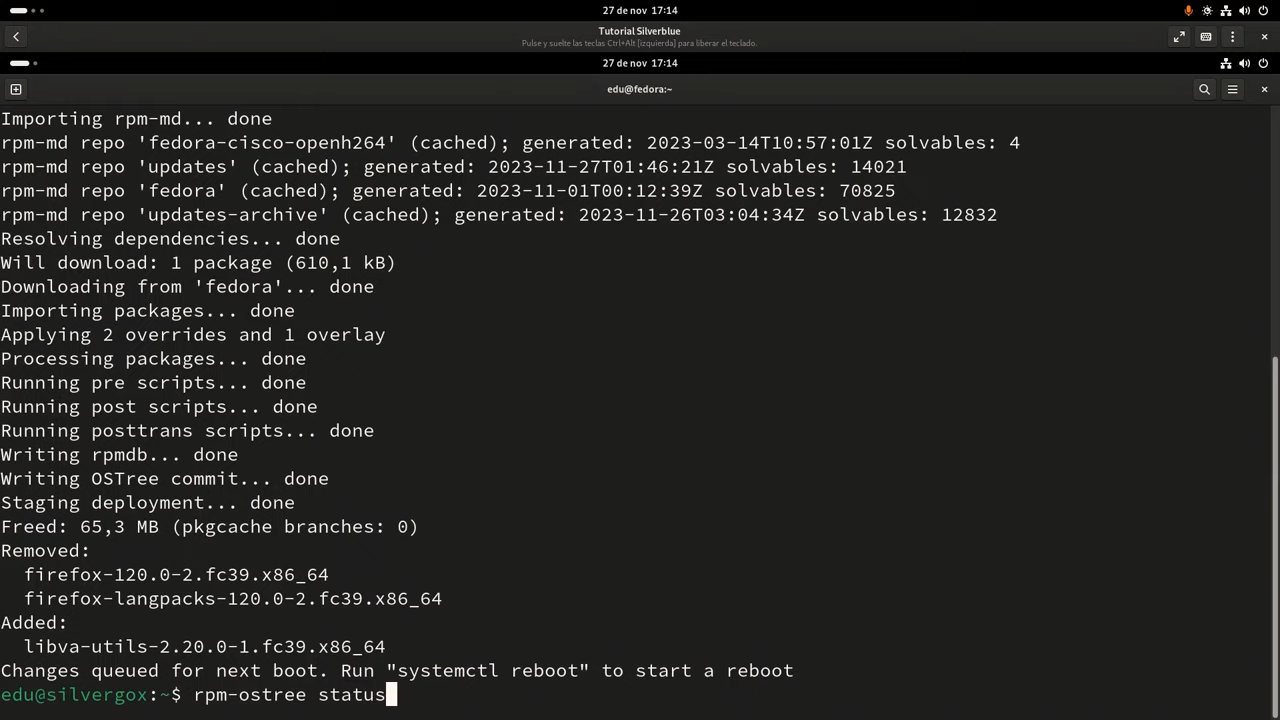 27 de nov 17:14
Tutorial Silverblue
Pulse y suelte las teclas Ctrl+Alt [izquierda] para liberar el teclado.
27 de nov 17:14
edu@fedora:~
Importing rpm-md... done
rpm-md repo 'fedora-cisco-openh264' (cached); generated: 2023-03-14T10:57:01Z solvables: 4
rpm-md repo 'updates' (cached); generated: 2023-11-27T01:46:21Z solvables: 14021
rpm-md repo 'fedora' (cached); generated: 2023-11-01T00:12:39Z solvables: 70825
rpm-md repo 'updates-archive' (cached); generated: 2023-11-26T03:04:34Z solvables: 12832
Resolving dependencies... done
Will download: 1 package (610,1 kB)
Downloading from 'fedora'... done
Importing packages... done
Applying 2 overrides and 1 overlay
Processing packages... done
Running pre scripts... done
Running post scripts... done
Running posttrans scripts... done
Writing rpmdb... done
Writing OSTree commit... done
Staging deployment... done
Freed: 65,3 MB (pkgcache branches: 0)
Removed:
firefox-120.0-2.fc39.x86_64
firefox-langpacks-120.0-2.fc39.x86_64
Added:
libva-utils-2.20.0-1.fc39.x86_64
Changes queued for next boot. Run "systemctl reboot" to start a reboot
edu@silvergox:~$ rpm-ostree status